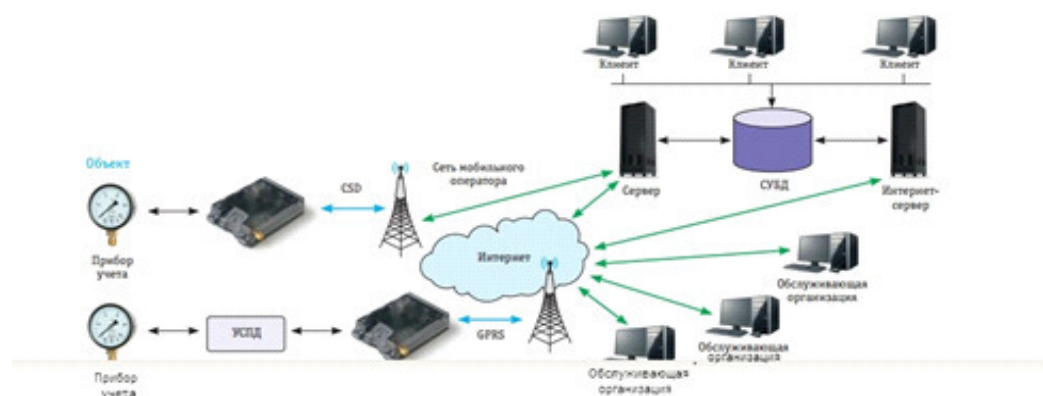 Клиент
Клиент
Клиент
Объект
CSD
Сеть мобильного
оператора
Сервер
СУБД
Интернет-
сервер
Прибор
учета
Интернет
Обслуживающая
организация
УСПД
GPRS
Обслуживающая
организация
Прибор
учета
Обслуживающая
организация